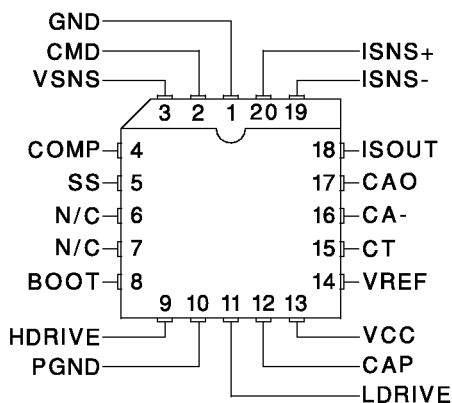 GND
CMD
VSNS
ISNS+
ISNS-
3 2 1 20 19
COMP 4
SS 5
N/C 6
N/C 7
BOOT 8
18 ISOUT
17 CAO
16 CA-
15 CT
14 VREF
9 10 11 12 13
HDRIVE
PGND
VCC
CAP
LDRIVE